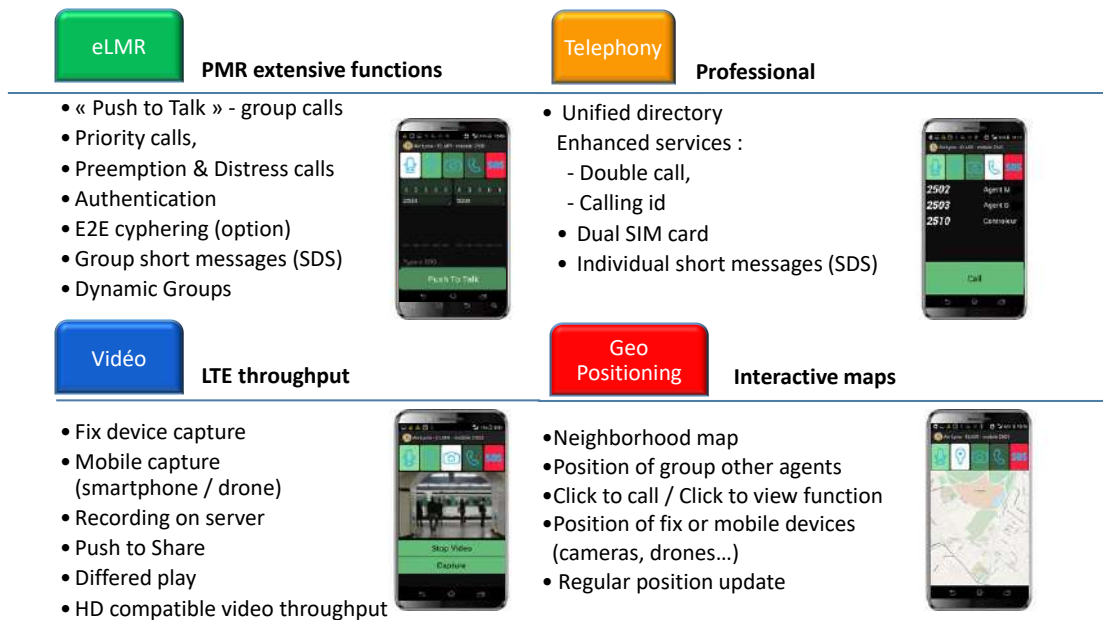 eLMR
PMR extensive functions
• « Push to Talk » - group calls
• Priority calls,
• Preemption & Distress calls
• Authentication
• E2E cyphering (option)
• Group short messages (SDS)
• Dynamic Groups
Push To Talk
Telephony
Professional
• Unified directory
Enhanced services :
- Double call,
- Calling id
• Dual SIM card
• Individual short messages (SDS)
SOS
2502 Agent M
2503
2510 Controleur
Call
Vidéo
LTE throughput
• Fix device capture
• Mobile capture
(smartphone / drone)
• Recording on server
• Push to Share
• Differed play
• HD compatible video throughput
Stop Video
Capture
Geo
Positioning
Interactive maps
•Neighborhood map
•Position of group other agents
•Click to call / Click to view function
•Position of fix or mobile devices
(cameras, drones…)
• Regular position update